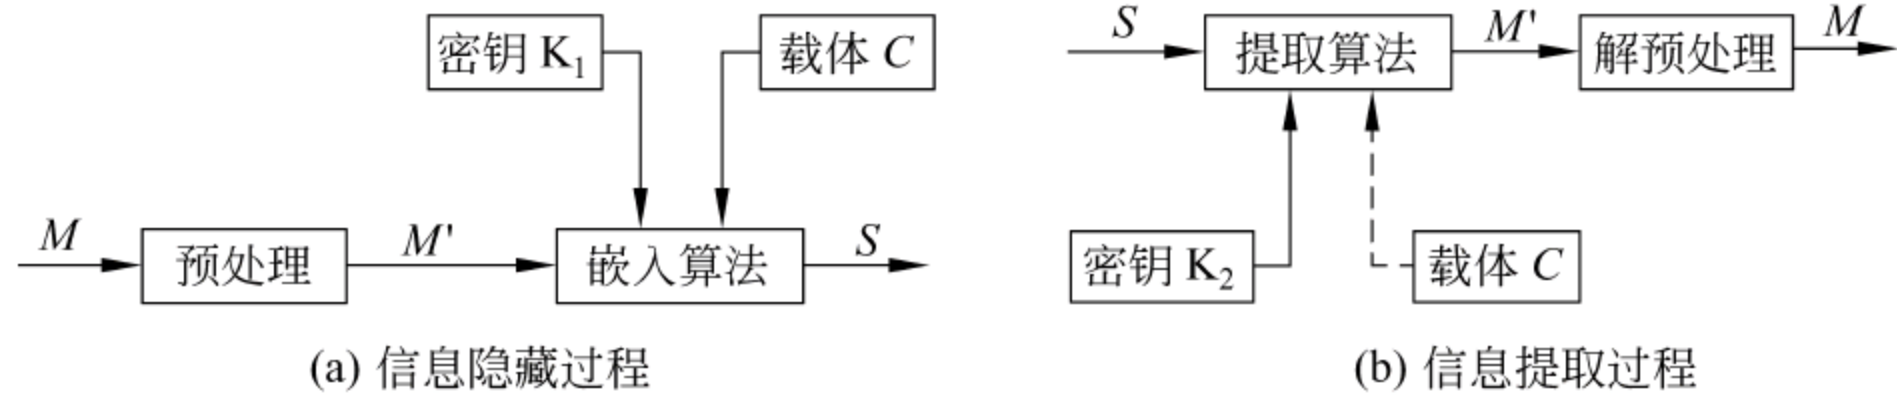 密钥 K₁
载体 C
M
预处理
M'
嵌入算法
S
(a) 信息隐藏过程
S
提取算法
M'
解预处理
M
密钥 K₂
载体 C
(b) 信息提取过程